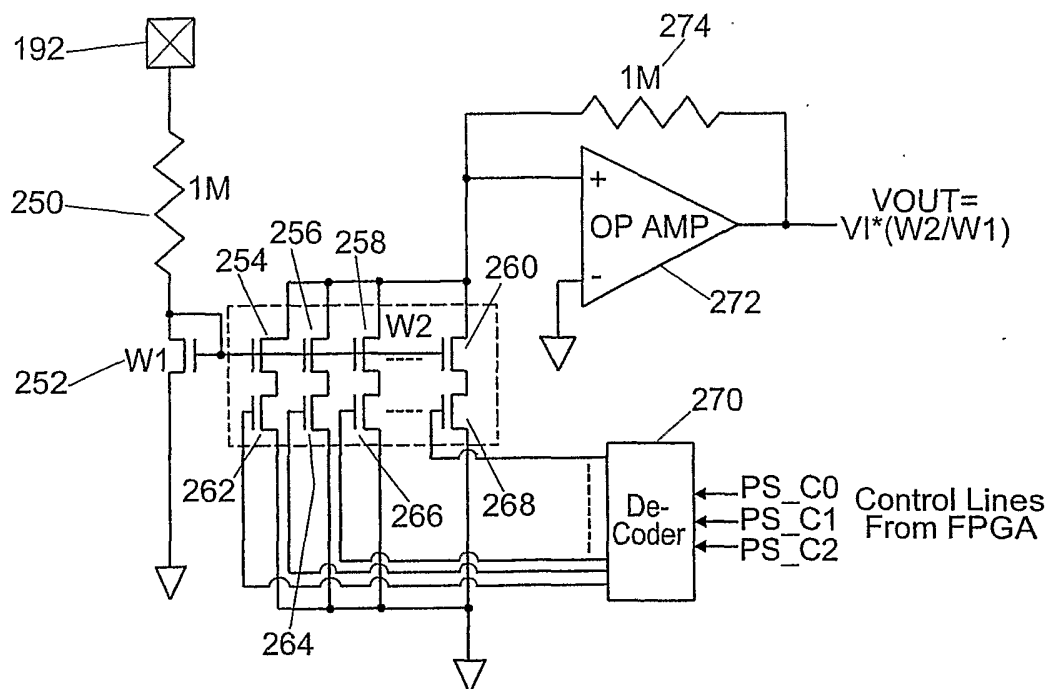 192
274
1M
250
1M
256
258
254
260
+
OP AMP
-
VOUT=
VI*(W2/W1)
272
W2
W1
252
270
262
266
268
264
De-
Coder
PS_C0
PS_C1
PS_C2
Control Lines
From FPGA